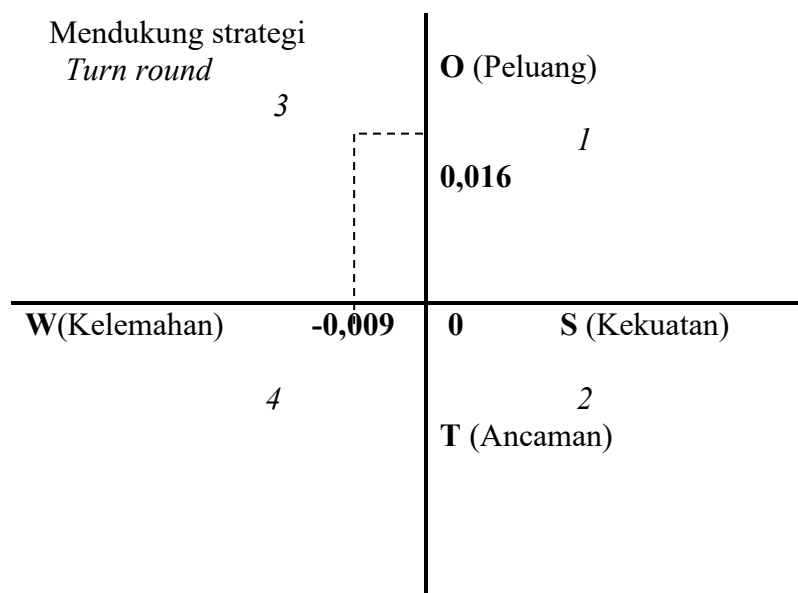 Mendukung strategi
Turn round
O (Peluang)
3
1
0,016
W(Kelemahan) -0,009 0 S (Kekuatan)
4 2
T (Ancaman)